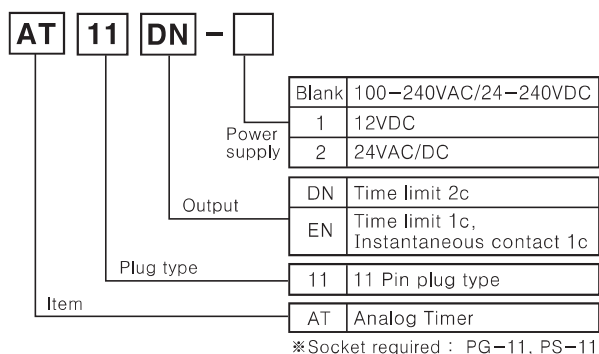 AT 11 DN -
Blank 100-240VAC/24-240VDC
1 12VDC
2 24VAC/DC
Power
supply
DN Time limit 2c
EN Time limit 1c,
Instantaneous contact 1c
Output
11 11 Pin plug type
Plug type
AT Analog Timer
Item
※Socket required : PG-11, PS-11